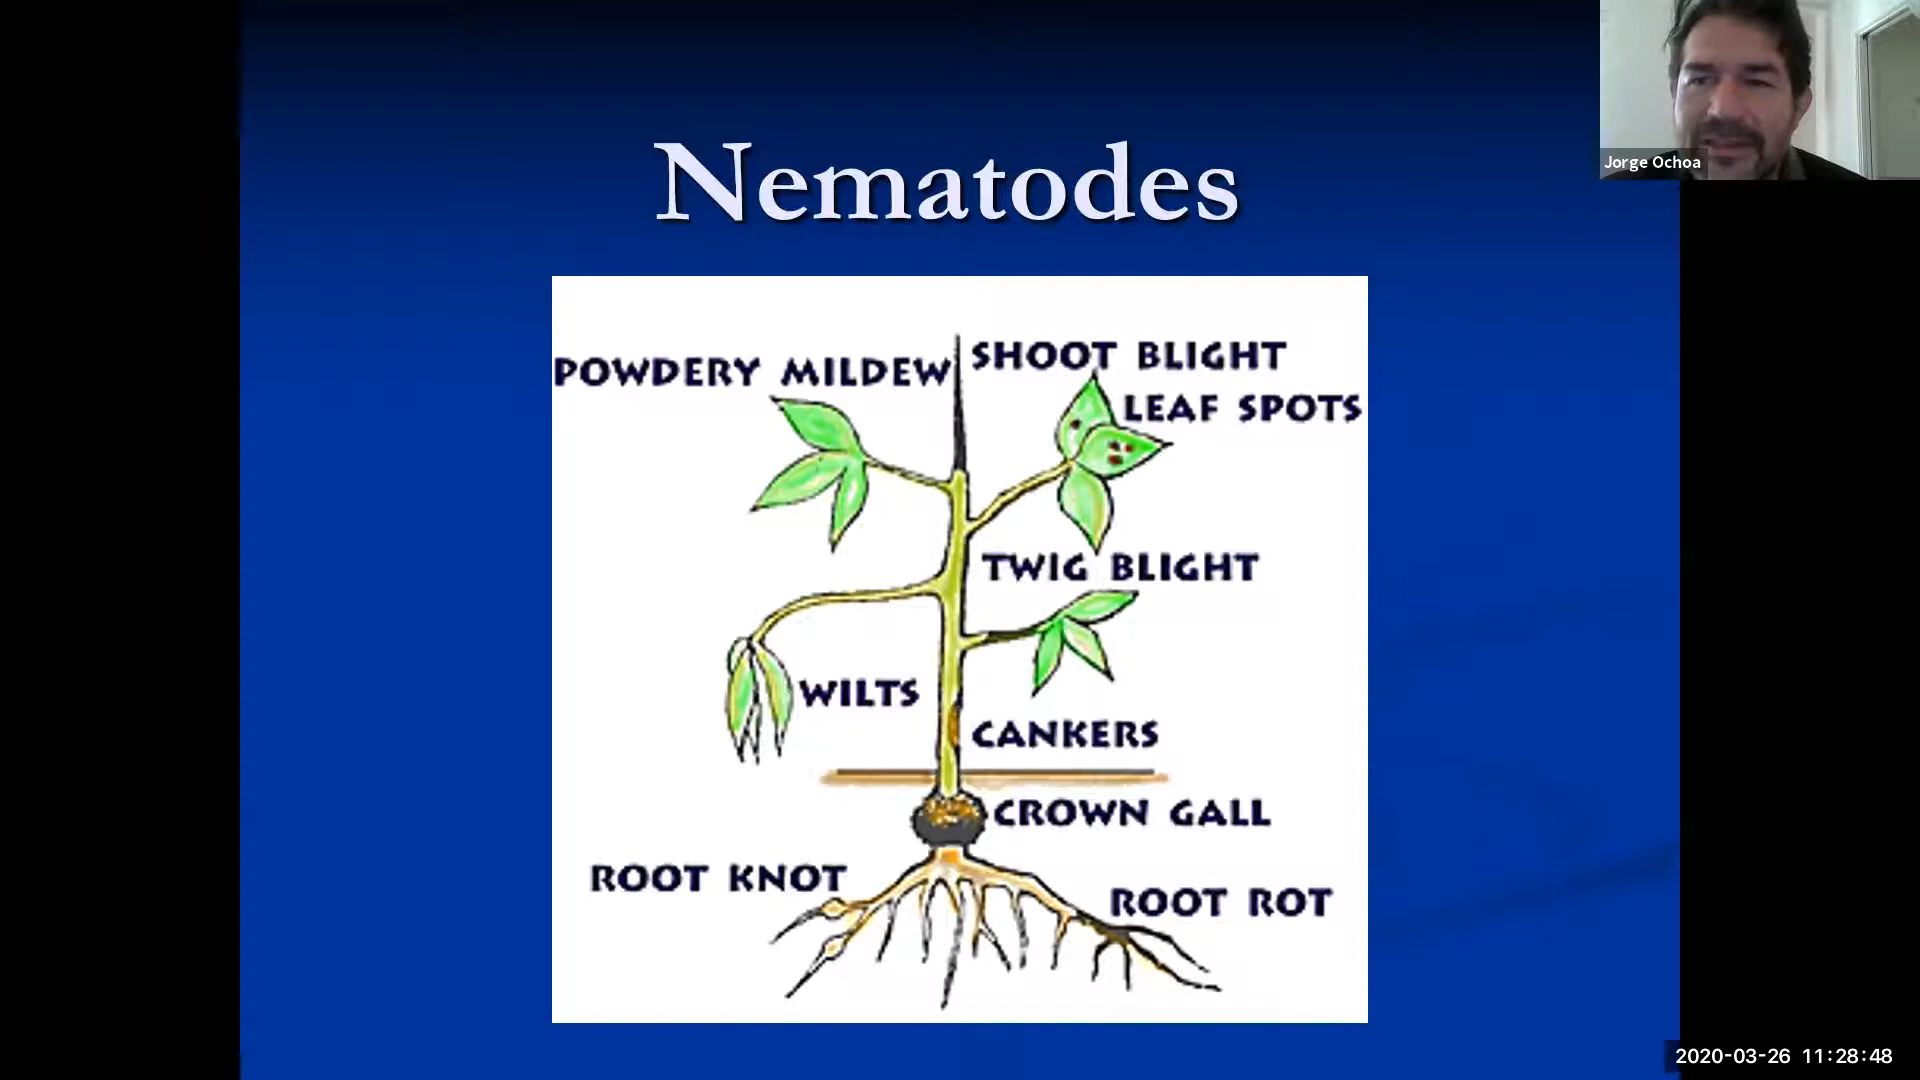 Nematodes
Jorge Ochoa
POWDERY MILDEW
SHOOT BLIGHT
LEAF SPOTS
TWIG BLIGHT
WILTS
CANKERS
CROWN GALL
ROOT KNOT
ROOT ROT
2020-03-26 11:28:48